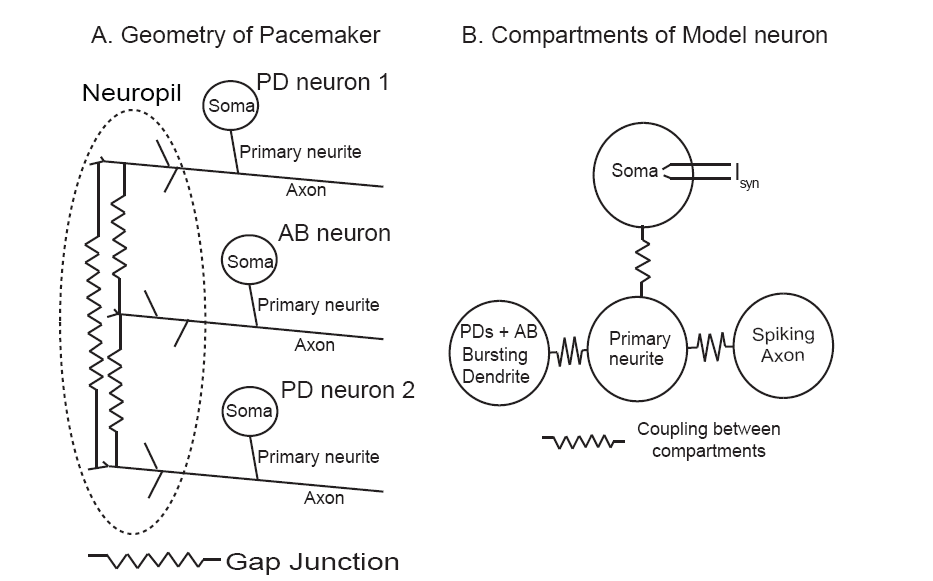 A. Geometry of Pacemaker
B. Compartments of Model neuron
Neuropil
PD neuron 1
Soma
Primary neurite
Axon
AB neuron
Soma
Primary neurite
Axon
PD neuron 2
Soma
Primary neurite
Axon
Gap Junction
Soma
Isyn
PDs + AB
Bursting
Dendrite
Primary
neurite
Spiking
Axon
Coupling between
compartments